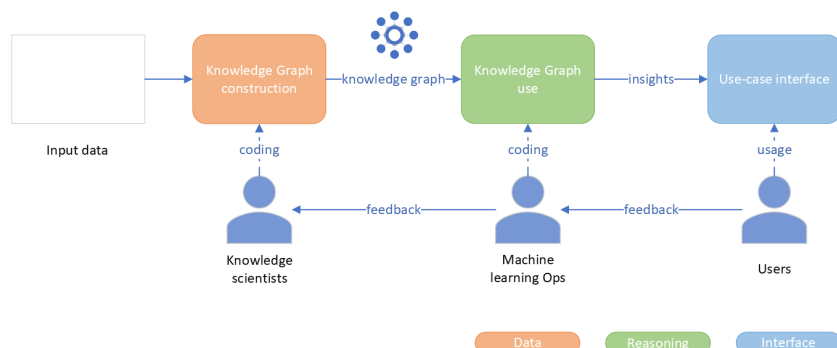 Knowledge Graph
construction
knowledge graph
Knowledge Graph
use
insights
Use-case interface
Input data
coding
coding
usage
feedback
feedback
Knowledge
scientists
Machine
learning Ops
Users
Data
Reasoning
Interface